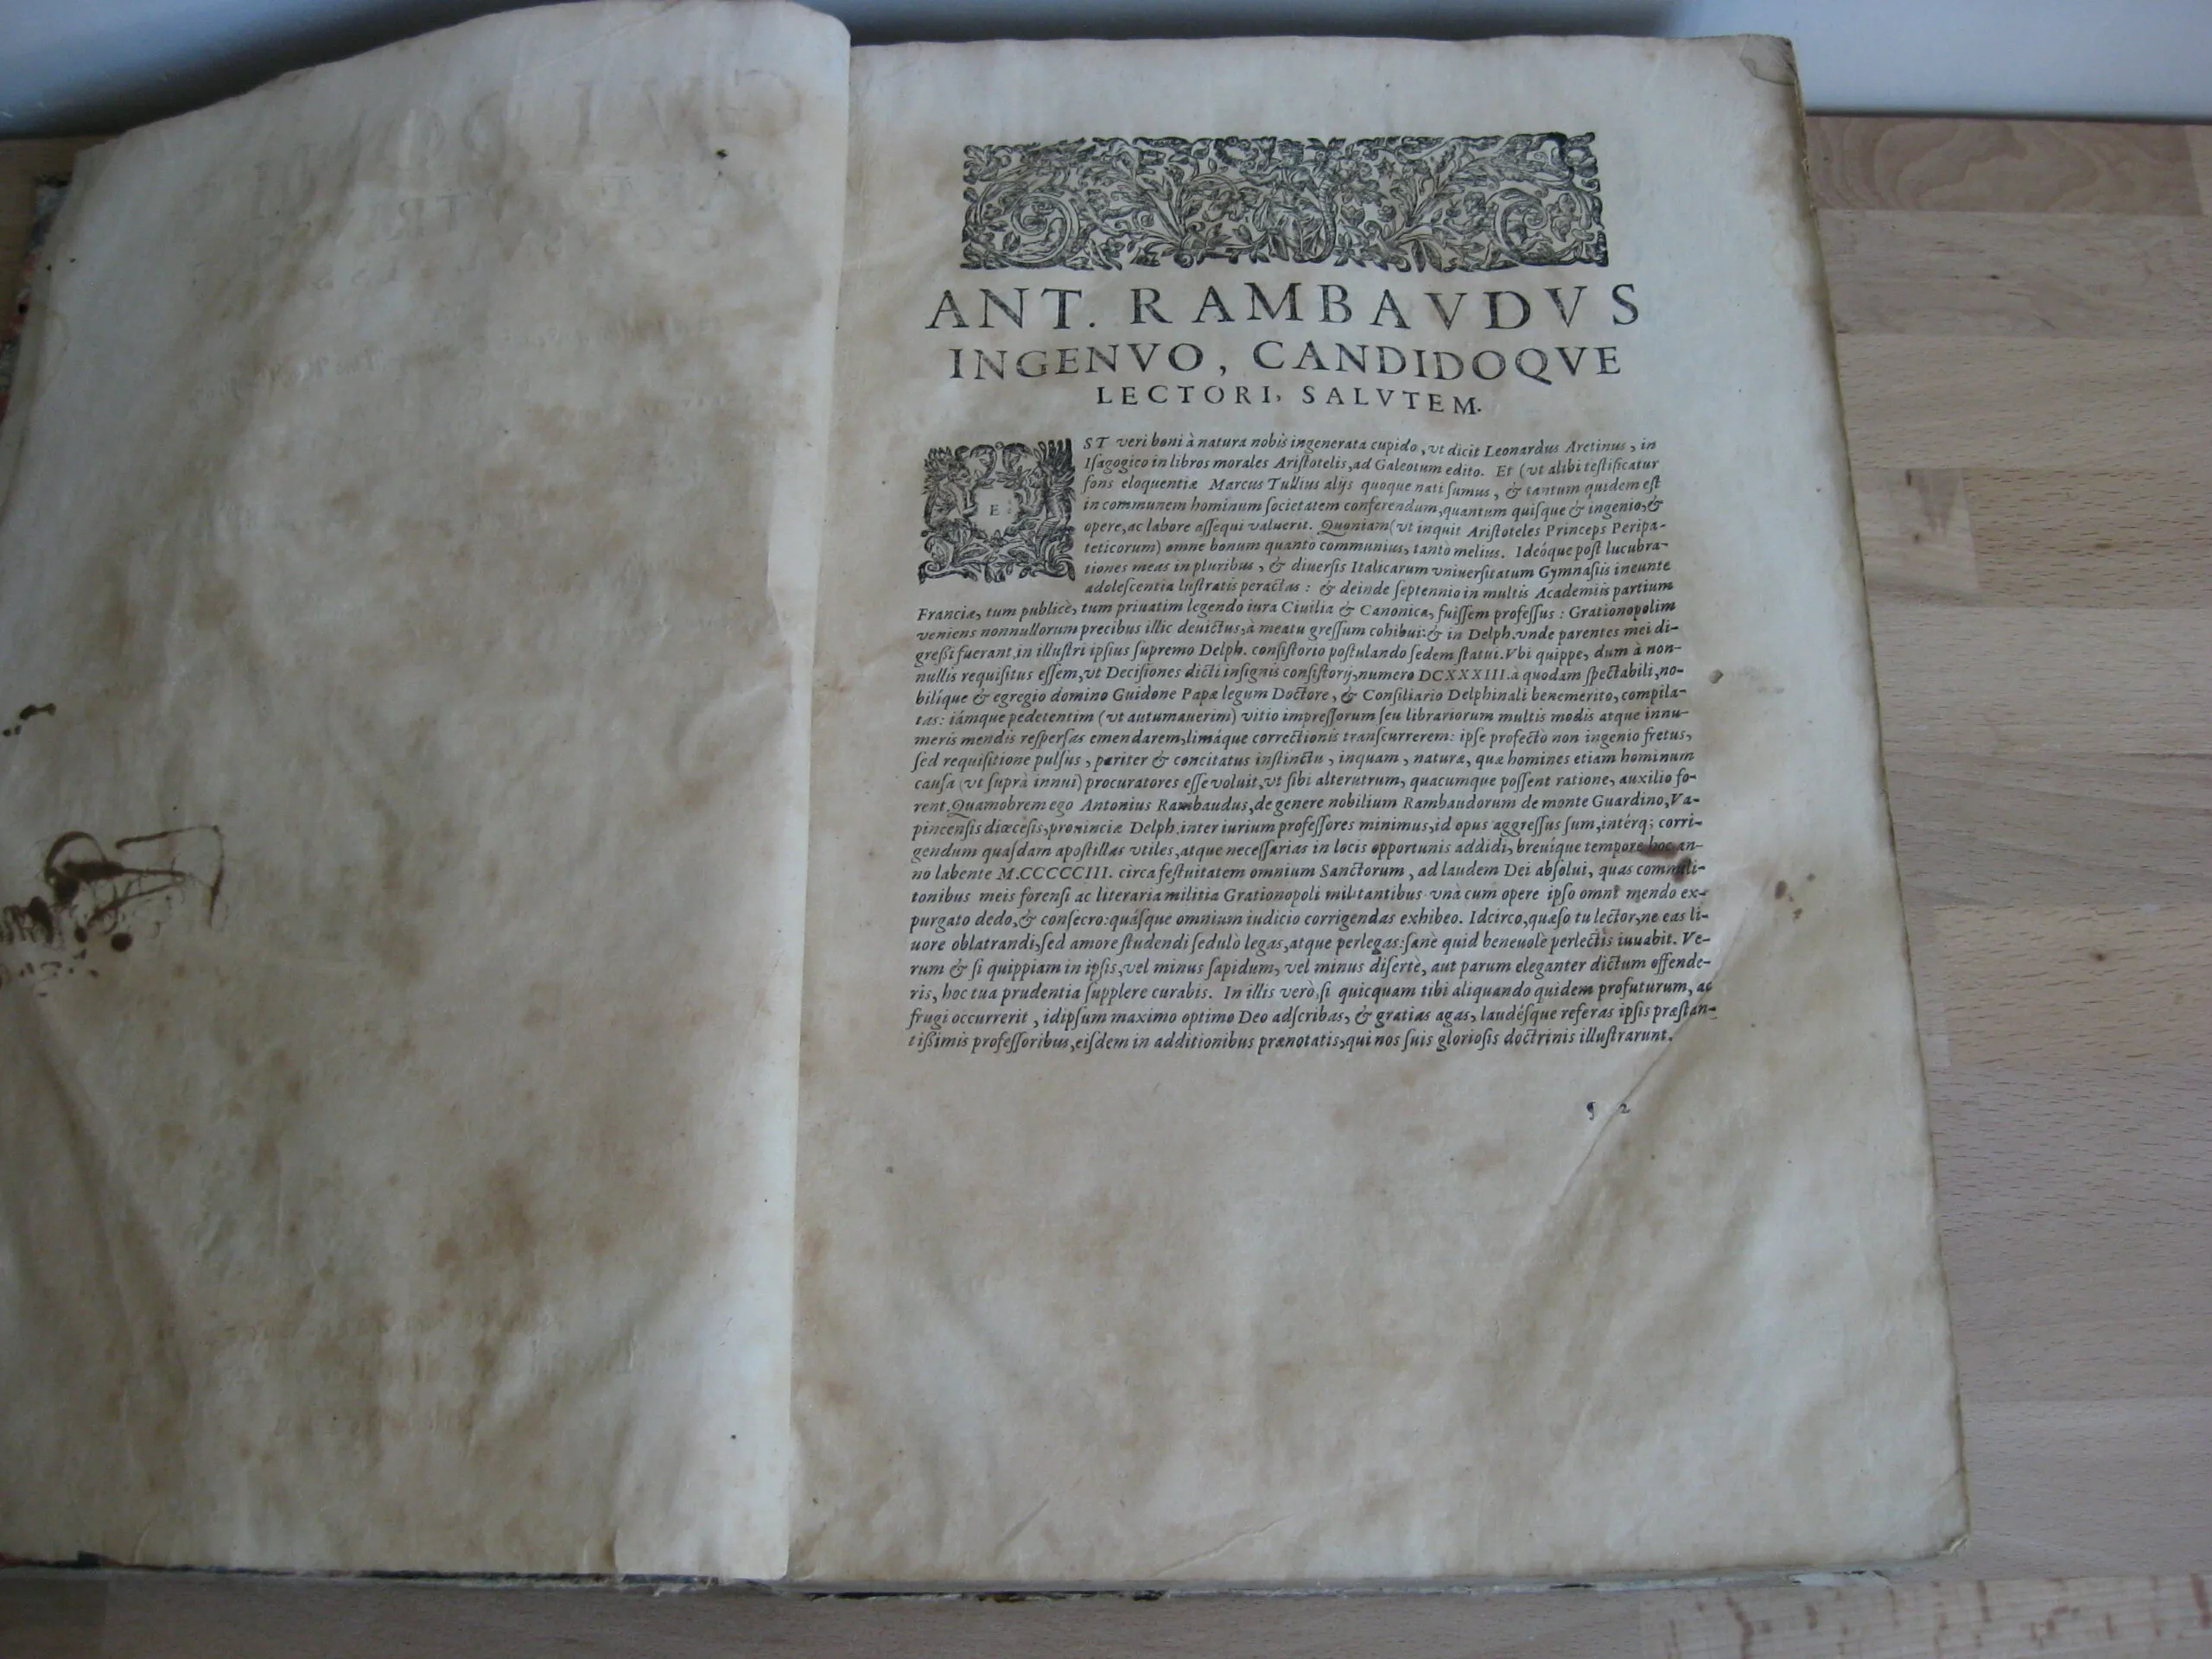 ANT. RAMBAVDVS
INGENVO, CANDIDOQVE
LECTORI, SALVTEM.
EST veri boni à natura nobis ingenerata cupido, vt dicit Leonardus Aretinus, in
Iſagogico in libros morales Ariſtotelis, ad Galeotum edito. Et (vt alibi teſtificatur
fons eloquentiæ Marcus Tullius alijs quoque nati ſumus, & tantum quidem eſt
in communem hominum ſocietatem conferendum, quantum quiſque & ingenio, &
opere, ac labore aſſequi valuerit. Quoniam (vt inquit Ariſtoteles Princeps Peripa-
teticorum) omne bonum quantò communius, tantò melius. Ideóque poſt lucubra-
tiones meas in pluribus, & diuerſis Italicarum vniuerſitatum Gymnaſiis ineunte
adoleſcentia luſtratis peractas: & deinde ſeptennio in multis Academiis partium
Franciæ, tum publicè, tum priuatim legendo iura Ciuilia & Canonica, fuiſſem profeſſus: Grationopolim
veniens nonnullorum precibus illic deuictus, à meatu greſſum cohibui: & in Delph. vnde parentes mei di-
greßi fuerant, in illuſtri ipſius ſupremo Delph. conſiſtorio poſtulando ſedem ſtatui. Vbi quippe, dum à non-
nullis requiſitus eſſem, vt Deciſiones dicti inſignis conſiſtorij, numero DCXXXIII. à quodam ſpectabili, no-
bilíque & egregio domino Guidone Papæ legum Doctore, & Conſiliario Delphinali benemerito, compila-
tas: iámque pedetentim (vt autumauerim) vitio impreſſorum ſeu librariorum multis modis atque innu-
meris mendis reſperſas emendarem, limáque correctionis tranſcurrerem: ipſe profectò non ingenio fretus,
ſed requiſitione pulſus, pariter & concitatus inſtinctu, inquam, naturæ, quæ homines etiam hominum
cauſa (vt ſuprà innui) procuratores eſſe voluit, vt ſibi alterutrum, quacumque poſſent ratione, auxilio fo-
rent. Quamobrem ego Antonius Rambaudus, de genere nobilium Rambaudorum de monte Guardino, Va-
pincenſis diœceſis, prouinciæ Delph. inter iurium profeſſores minimus, id opus aggreſſus ſum, intérq; corri-
gendum quaſdam apoſtillas vtiles, atque neceſſarias in locis opportunis addidi, breuíque tempore hoc an-
no labente M.CCCCCIII. circa feſtuitatem omnium Sanctorum, ad laudem Dei abſolui, quas commili-
tonibus meis forenſi ac literaria militia Grationopoli militantibus vnà cum opere ipſo omni mendo ex-
purgato dedo, & conſecro: quáſque omnium iudicio corrigendas exhibeo. Idcirco, quæſo tu lector, ne eas li-
uore oblatrandi, ſed amore ſtudendi ſedulò legas, atque perlegas: ſanè quid beneuolè perlectis iuuabit. Ve-
rum & ſi quippiam in ipſis, vel minus ſapidum, vel minus diſertè, aut parum eleganter dictum offende-
ris, hoc tua prudentia ſupplere curabis. In illis verò, ſi quicquam tibi aliquando quidem profuturum, ac
frugi occurrerit, idipſum maximo optimo Deo adſcribas, & gratias agas, laudéſque referas ipſis præſtan-
tißimis profeſſoribus, eiſdem in additionibus prænotatis, qui nos ſuis glorioſis doctrinis illuſtrarunt.
¶ 2